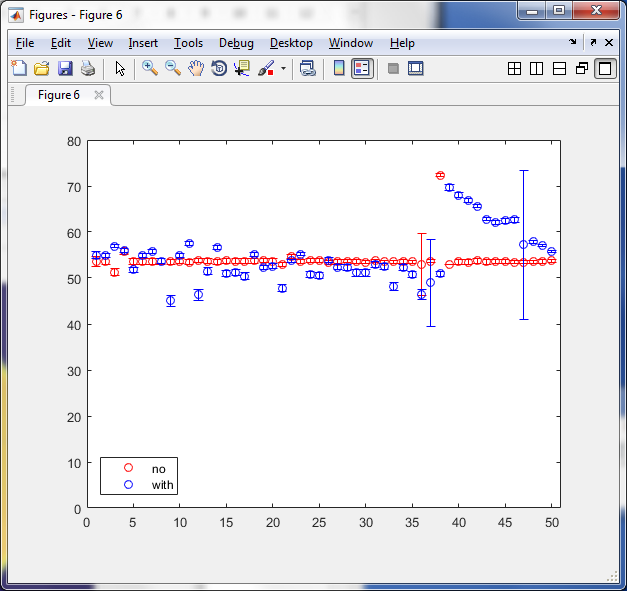 Figures - Figure 6
File Edit View Insert Tools Debug Desktop Window Help
Figure 6
80
70
60
50
40
30
20
10
0
no
with
0 5 10 15 20 25 30 35 40 45 50